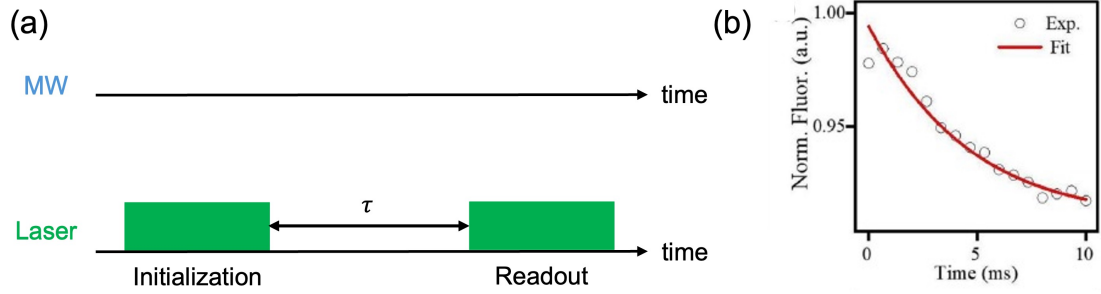 (a)
MW
time
τ
Laser
time
Initialization
Readout
(b)
Norm. Fluor. (a.u.)
1.00
0.95
Exp.
Fit
0
5
10
Time (ms)